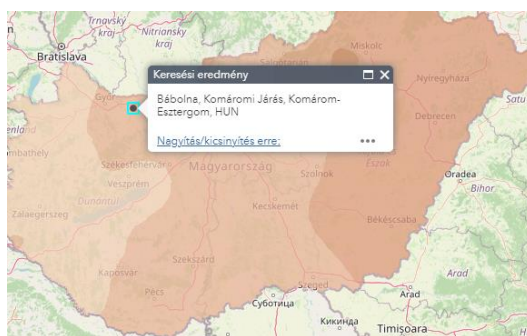 Trnavský
kraj
Nitriansky
kraj
Bratislava
Miskolc
Keresési eredmény
Nyíregyháza
Satu
Győr
Bábolna, Komáromi Járás, Komárom-
Esztergom, HUN
Debrecen
Nagyítás/kicsinyítés erre:
Székesfehérvár
Magyarország
Szolnok
Észak
Oradea
veszprém
Bihor
Dunántúl
Zalaegerszeg
Kecskemét
Békéscsaba
Kaposvár
Szekszárd
Pécs
Szeged
Arad
Arad
Суботица
Кикинда
Timișoara